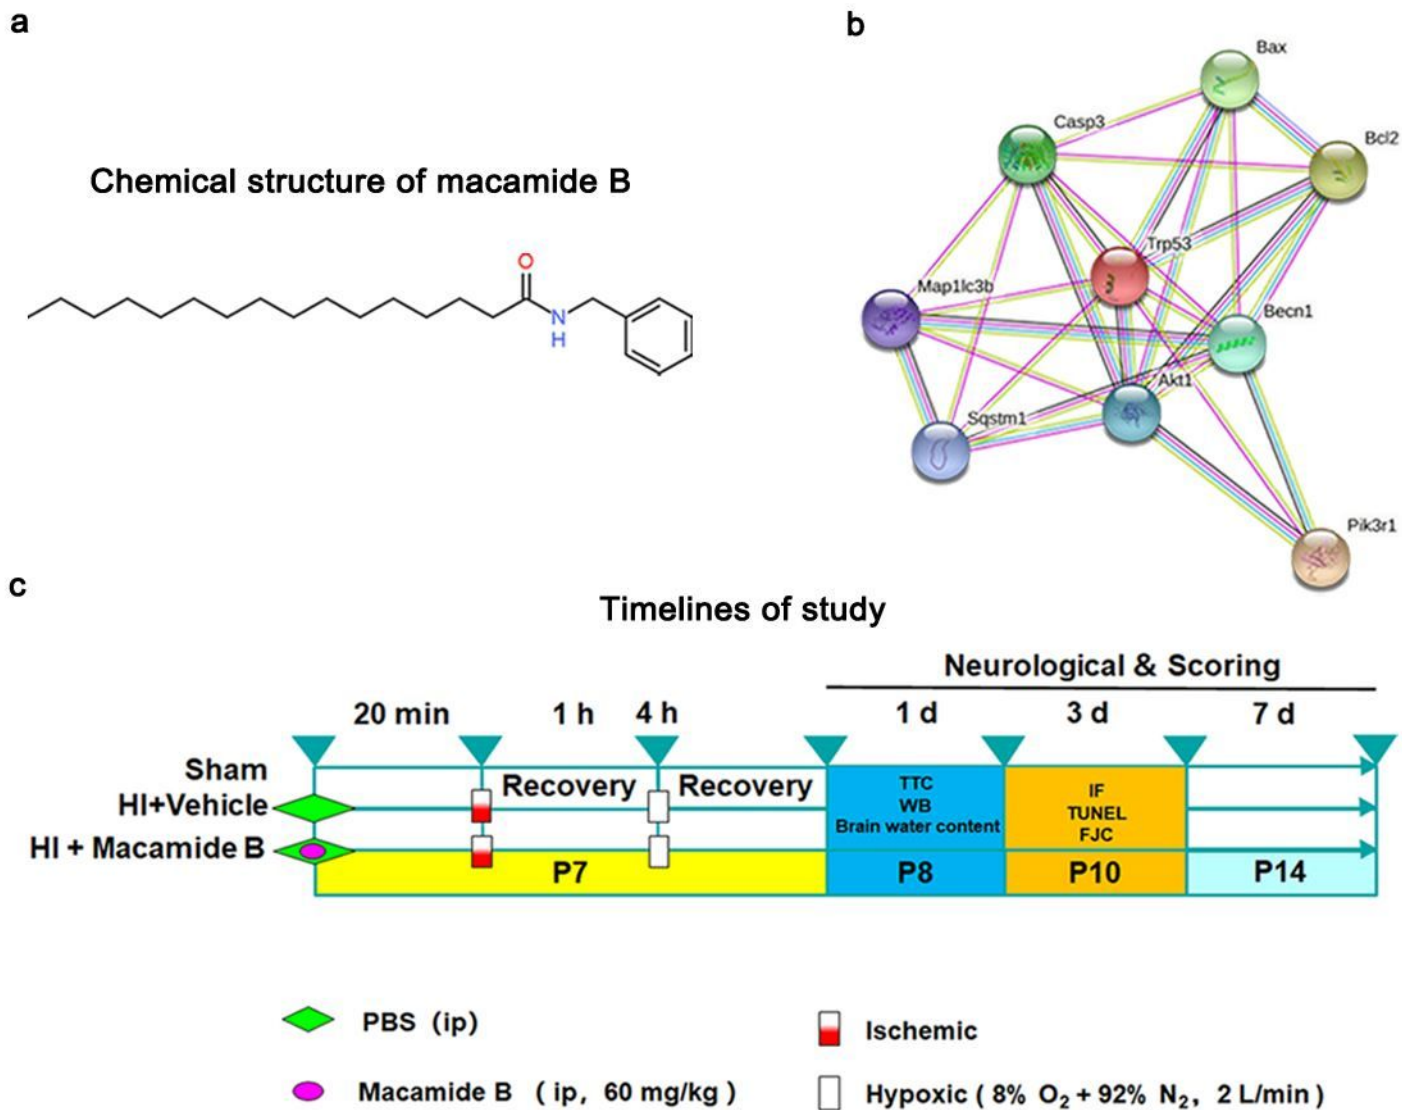 a
Chemical structure of macamide B
O
N
H
b
Bax
Casp3
Bcl2
Trp53
Map1lc3b
Becn1
Akt1
Sqstm1
Pik3r1
c
Timelines of study
Neurological & Scoring
20 min 1 h 4 h 1 d 3 d 7 d
Sham
HI+Vehicle
HI + Macamide B
Recovery Recovery
TTC
WB
Brain water content
IF
TUNEL
FJC
P7 P8 P10 P14
PBS (ip)
Ischemic
Macamide B ( ip, 60 mg/kg )
Hypoxic ( 8% O₂ + 92% N₂, 2 L/min )